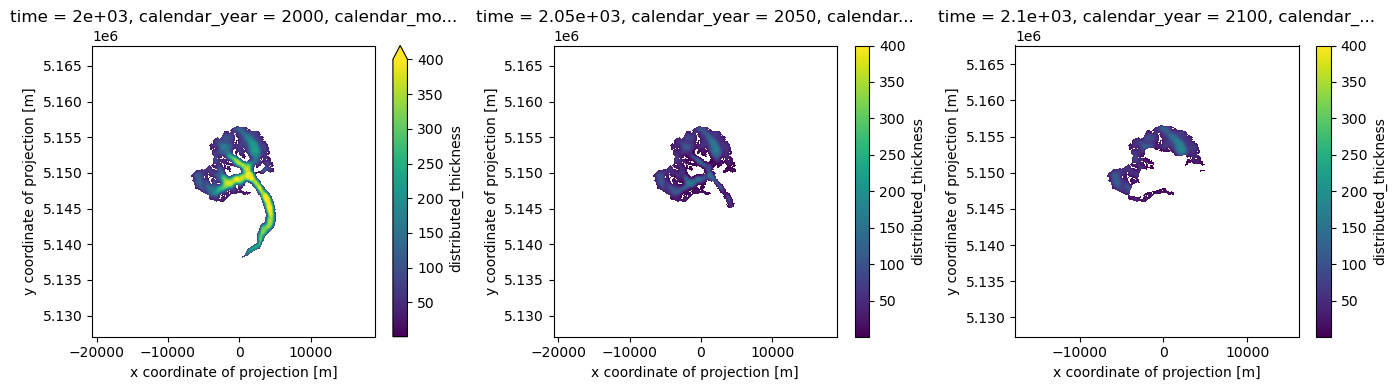 time = 2e+03, calendar_year = 2000, calendar_mo...
1e6
5.165
5.160
5.155
5.150
5.145
5.140
5.135
5.130
y coordinate of projection [m]
−20000 −10000 0 10000
x coordinate of projection [m]
400
350
300
250
200
150
100
50
distributed_thickness
time = 2.05e+03, calendar_year = 2050, calendar...
1e6
5.165
5.160
5.155
5.150
5.145
5.140
5.135
5.130
y coordinate of projection [m]
−20000 −10000 0 10000
x coordinate of projection [m]
400
350
300
250
200
150
100
50
distributed_thickness
time = 2.1e+03, calendar_year = 2100, calendar_...
1e6
5.165
5.160
5.155
5.150
5.145
5.140
5.135
5.130
y coordinate of projection [m]
−10000 0 10000
x coordinate of projection [m]
400
350
300
250
200
150
100
50
distributed_thickness